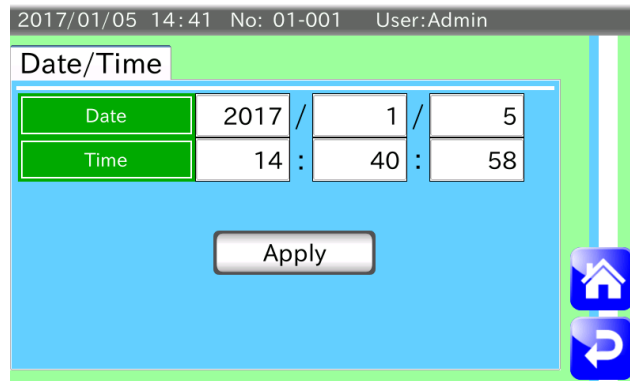 2017/01/05 14:41 No: 01-001 User:Admin
Date/Time
Date 2017 / 1 / 5
Time 14 : 40 : 58
Apply